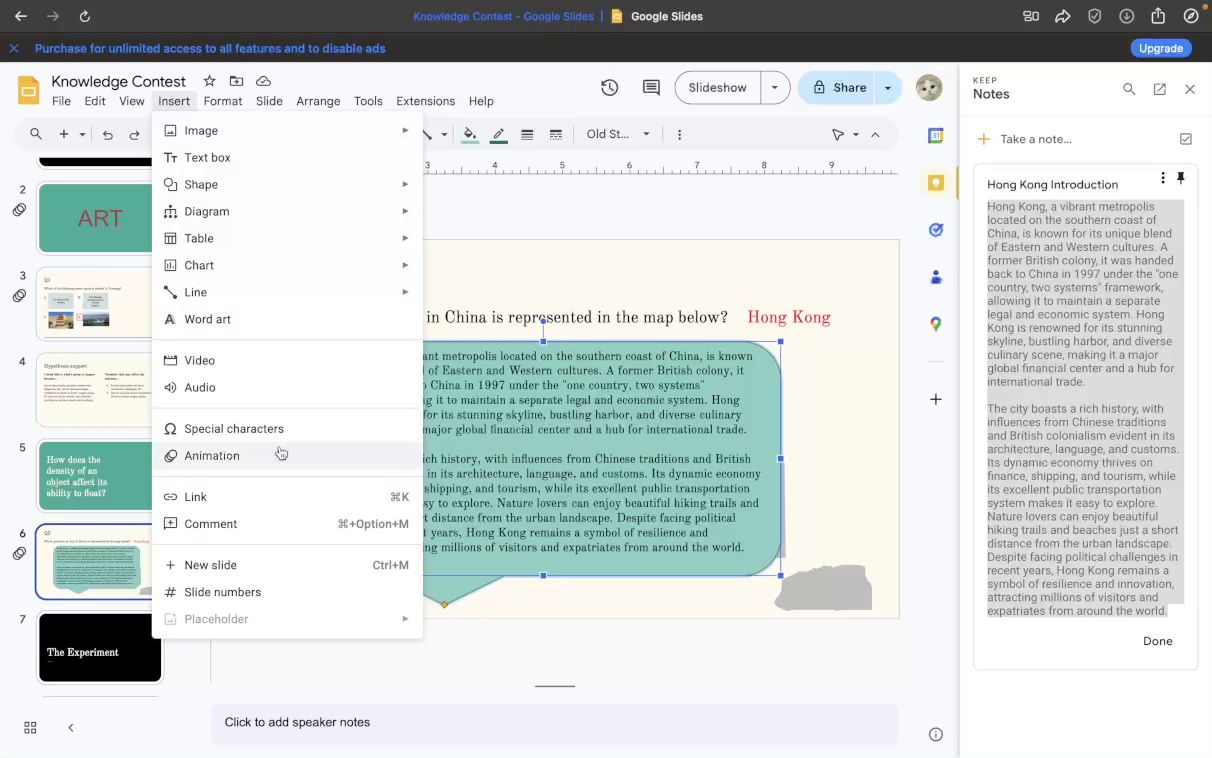 Knowledge Contest - Google Slides
Google Slides
Purchase for unlimited access to all features and to disable ads
Upgrade
Knowledge Contest
File Edit View Insert Format Slide Arrange Tools Extensions Help
Slideshow
Share
Old St...
Image
Text box
Shape
Diagram
Table
Chart
Line
Word art
Video
Audio
Special characters
Animation
Link ⌘K
Comment ⌘+Option+M
New slide Ctrl+M
Slide numbers
Placeholder
2
ART
3
Q1
4
Hypothesis support
5
How does the
density of an
object affect its
ability to float?
6
7
The Experiment
3 4 5 6 7 8 9
in China is represented in the map below? Hong Kong
ant metropolis located on the southern coast of China, is known
of Eastern and Western cultures. A former British colony, it
China in 1997 under the "one country, two systems"
g it to maintain a separate legal and economic system. Hong
for its stunning skyline, bustling harbor, and diverse culinary
major global financial center and a hub for international trade.
ich history, with influences from Chinese traditions and British
in its architecture, language, and customs. Its dynamic economy
shipping, and tourism, while its excellent public transportation
sy to explore. Nature lovers can enjoy beautiful hiking trails and
t distance from the urban landscape. Despite facing political
t years, Hong Kong remains a symbol of resilience and
ing millions of visitors and expatriates from around the world.
Click to add speaker notes
KEEP
Notes
Take a note...
Hong Kong Introduction
Hong Kong, a vibrant metropolis
located on the southern coast of
China, is known for its unique blend
of Eastern and Western cultures. A
former British colony, it was handed
back to China in 1997 under the "one
country, two systems" framework,
allowing it to maintain a separate
legal and economic system. Hong
Kong is renowned for its stunning
skyline, bustling harbor, and diverse
culinary scene, making it a major
global financial center and a hub for
international trade.
The city boasts a rich history, with
influences from Chinese traditions
and British colonialism evident in its
architecture, language, and customs.
Its dynamic economy thrives on
finance, shipping, and tourism, while
its excellent public transportation
system makes it easy to explore.
Nature lovers can enjoy beautiful
hiking trails and beaches just a short
distance from the urban landscape.
Despite facing political challenges in
recent years, Hong Kong remains a
symbol of resilience and innovation,
attracting millions of visitors and
expatriates from around the world.
Done